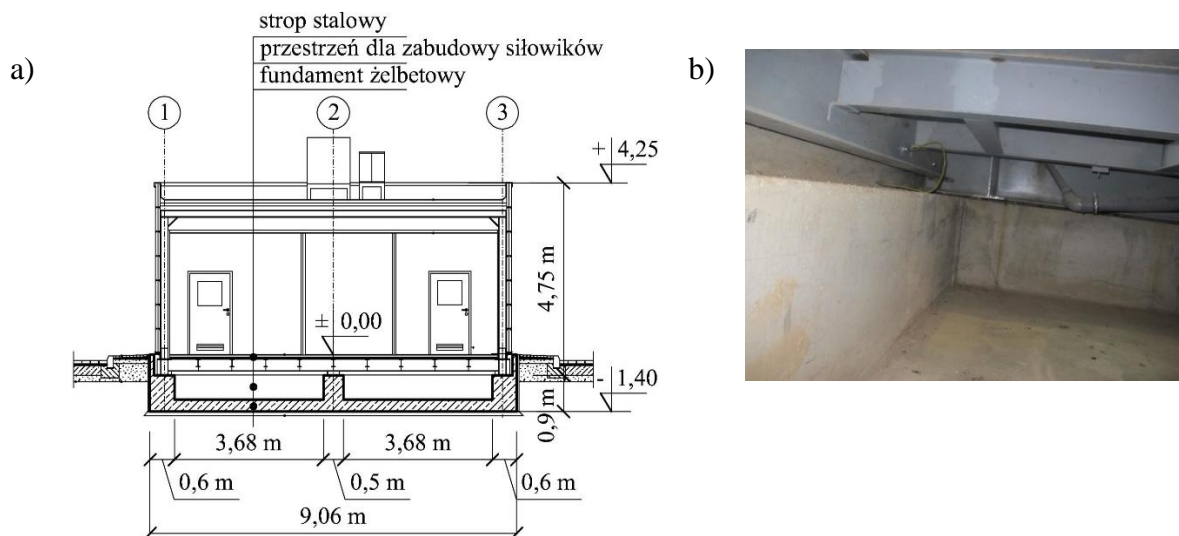 a)
strop stalowy
przestrzeń dla zabudowy siłowików
fundament żelbetowy
b)
1
2
3
+ 4,25
4,75 m
± 0,00
- 1,40
0,9 m
3,68 m
3,68 m
0,6 m
0,5 m
0,6 m
9,06 m